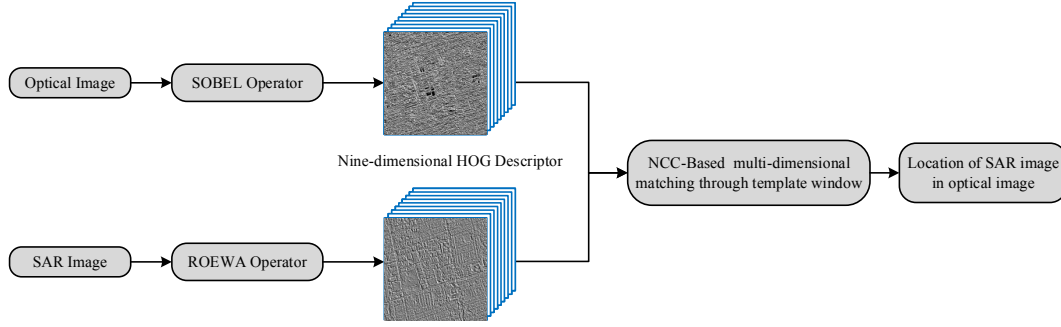 Optical Image
SOBEL Operator
Nine-dimensional HOG Descriptor
SAR Image
ROEWA Operator
NCC-Based multi-dimensional
matching through template window
Location of SAR image
in optical image